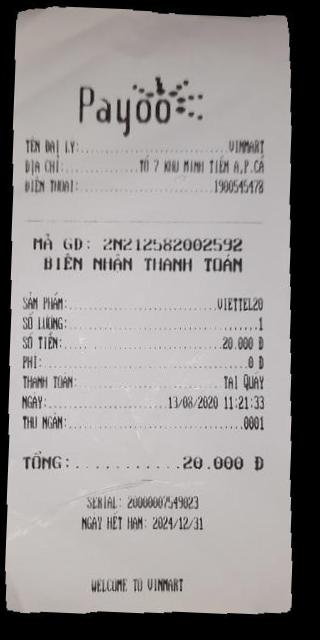 Payoo
TÊN ĐẠI LÝ:.....................VINMART
ĐỊA CHỈ:..........TỔ 7 KHU MINH TIẾN A,P.CẨ
ĐIỆN THOẠI:.....................1900545478
MÃ GD: 2N212582002592
BIÊN NHẬN THANH TOÁN
SẢN PHẨM:.....................VIETTEL20
SỐ LƯỢNG:.............................1
SỐ TIỀN:.......................20.000 Đ
PHÍ:................................0 Đ
THANH TOÁN:....................TẠI QUẦY
NGÀY:................13/08/2020 11:21:33
THU NGÂN:..........................0001
TỔNG:...........20.000 Đ
SERIAL: 20000007549823
NGÀY HẾT HẠN: 2024/12/31
WELCOME TO VINMART